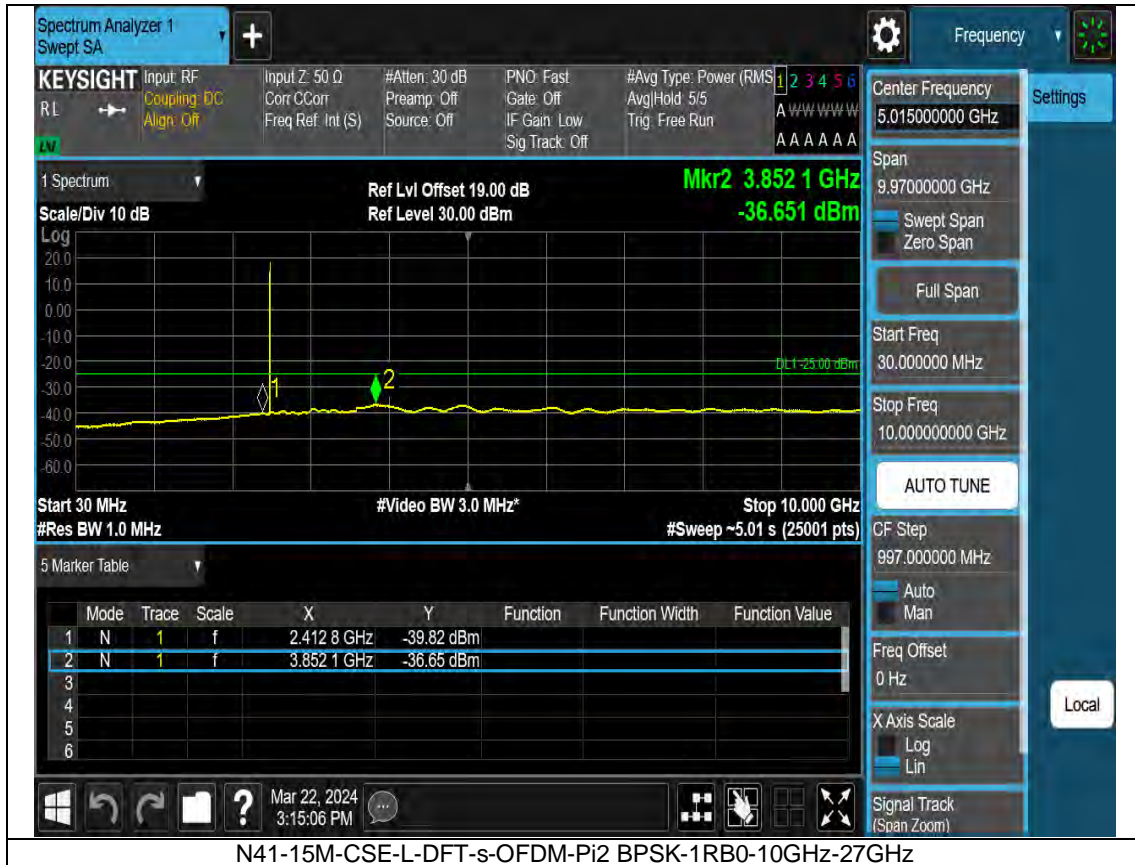 Spectrum Analyzer 1
Swept SA
+
Frequency
KEYSIGHT
RL
LXI
Input: RF
Coupling: DC
Align: Off
Input Z: 50 Ω
Corr CCorr
Freq Ref: Int (S)
#Atten: 30 dB
Preamp: Off
Source: Off
PNO: Fast
Gate: Off
IF Gain: Low
Sig Track: Off
#Avg Type: Power (RMS
Avg|Hold: 5/5
Trig: Free Run
1 2 3 4 5 6
A W W W W W
A A A A A A
1 Spectrum
Scale/Div 10 dB
Ref Lvl Offset 19.00 dB
Ref Level 30.00 dBm
Mkr2 3.852 1 GHz
-36.651 dBm
Log
20.0
10.0
0.00
-10.0
-20.0
-30.0
-40.0
-50.0
-60.0
DL1 -25.00 dBm
1
2
Start 30 MHz
#Res BW 1.0 MHz
#Video BW 3.0 MHz*
Stop 10.000 GHz
#Sweep ~5.01 s (25001 pts)
5 Marker Table
Mode Trace Scale X Y Function Function Width Function Value
1 N 1 f 2.412 8 GHz -39.82 dBm
2 N 1 f 3.852 1 GHz -36.65 dBm
3
4
5
6
Mar 22, 2024
3:15:06 PM
?
Center Frequency
5.015000000 GHz
Settings
Span
9.97000000 GHz
Swept Span
Zero Span
Full Span
Start Freq
30.000000 MHz
Stop Freq
10.000000000 GHz
AUTO TUNE
CF Step
997.000000 MHz
Auto
Man
Freq Offset
0 Hz
X Axis Scale
Log
Lin
Signal Track
(Span Zoom)
Local
N41-15M-CSE-L-DFT-s-OFDM-Pi2 BPSK-1RB0-10GHz-27GHz